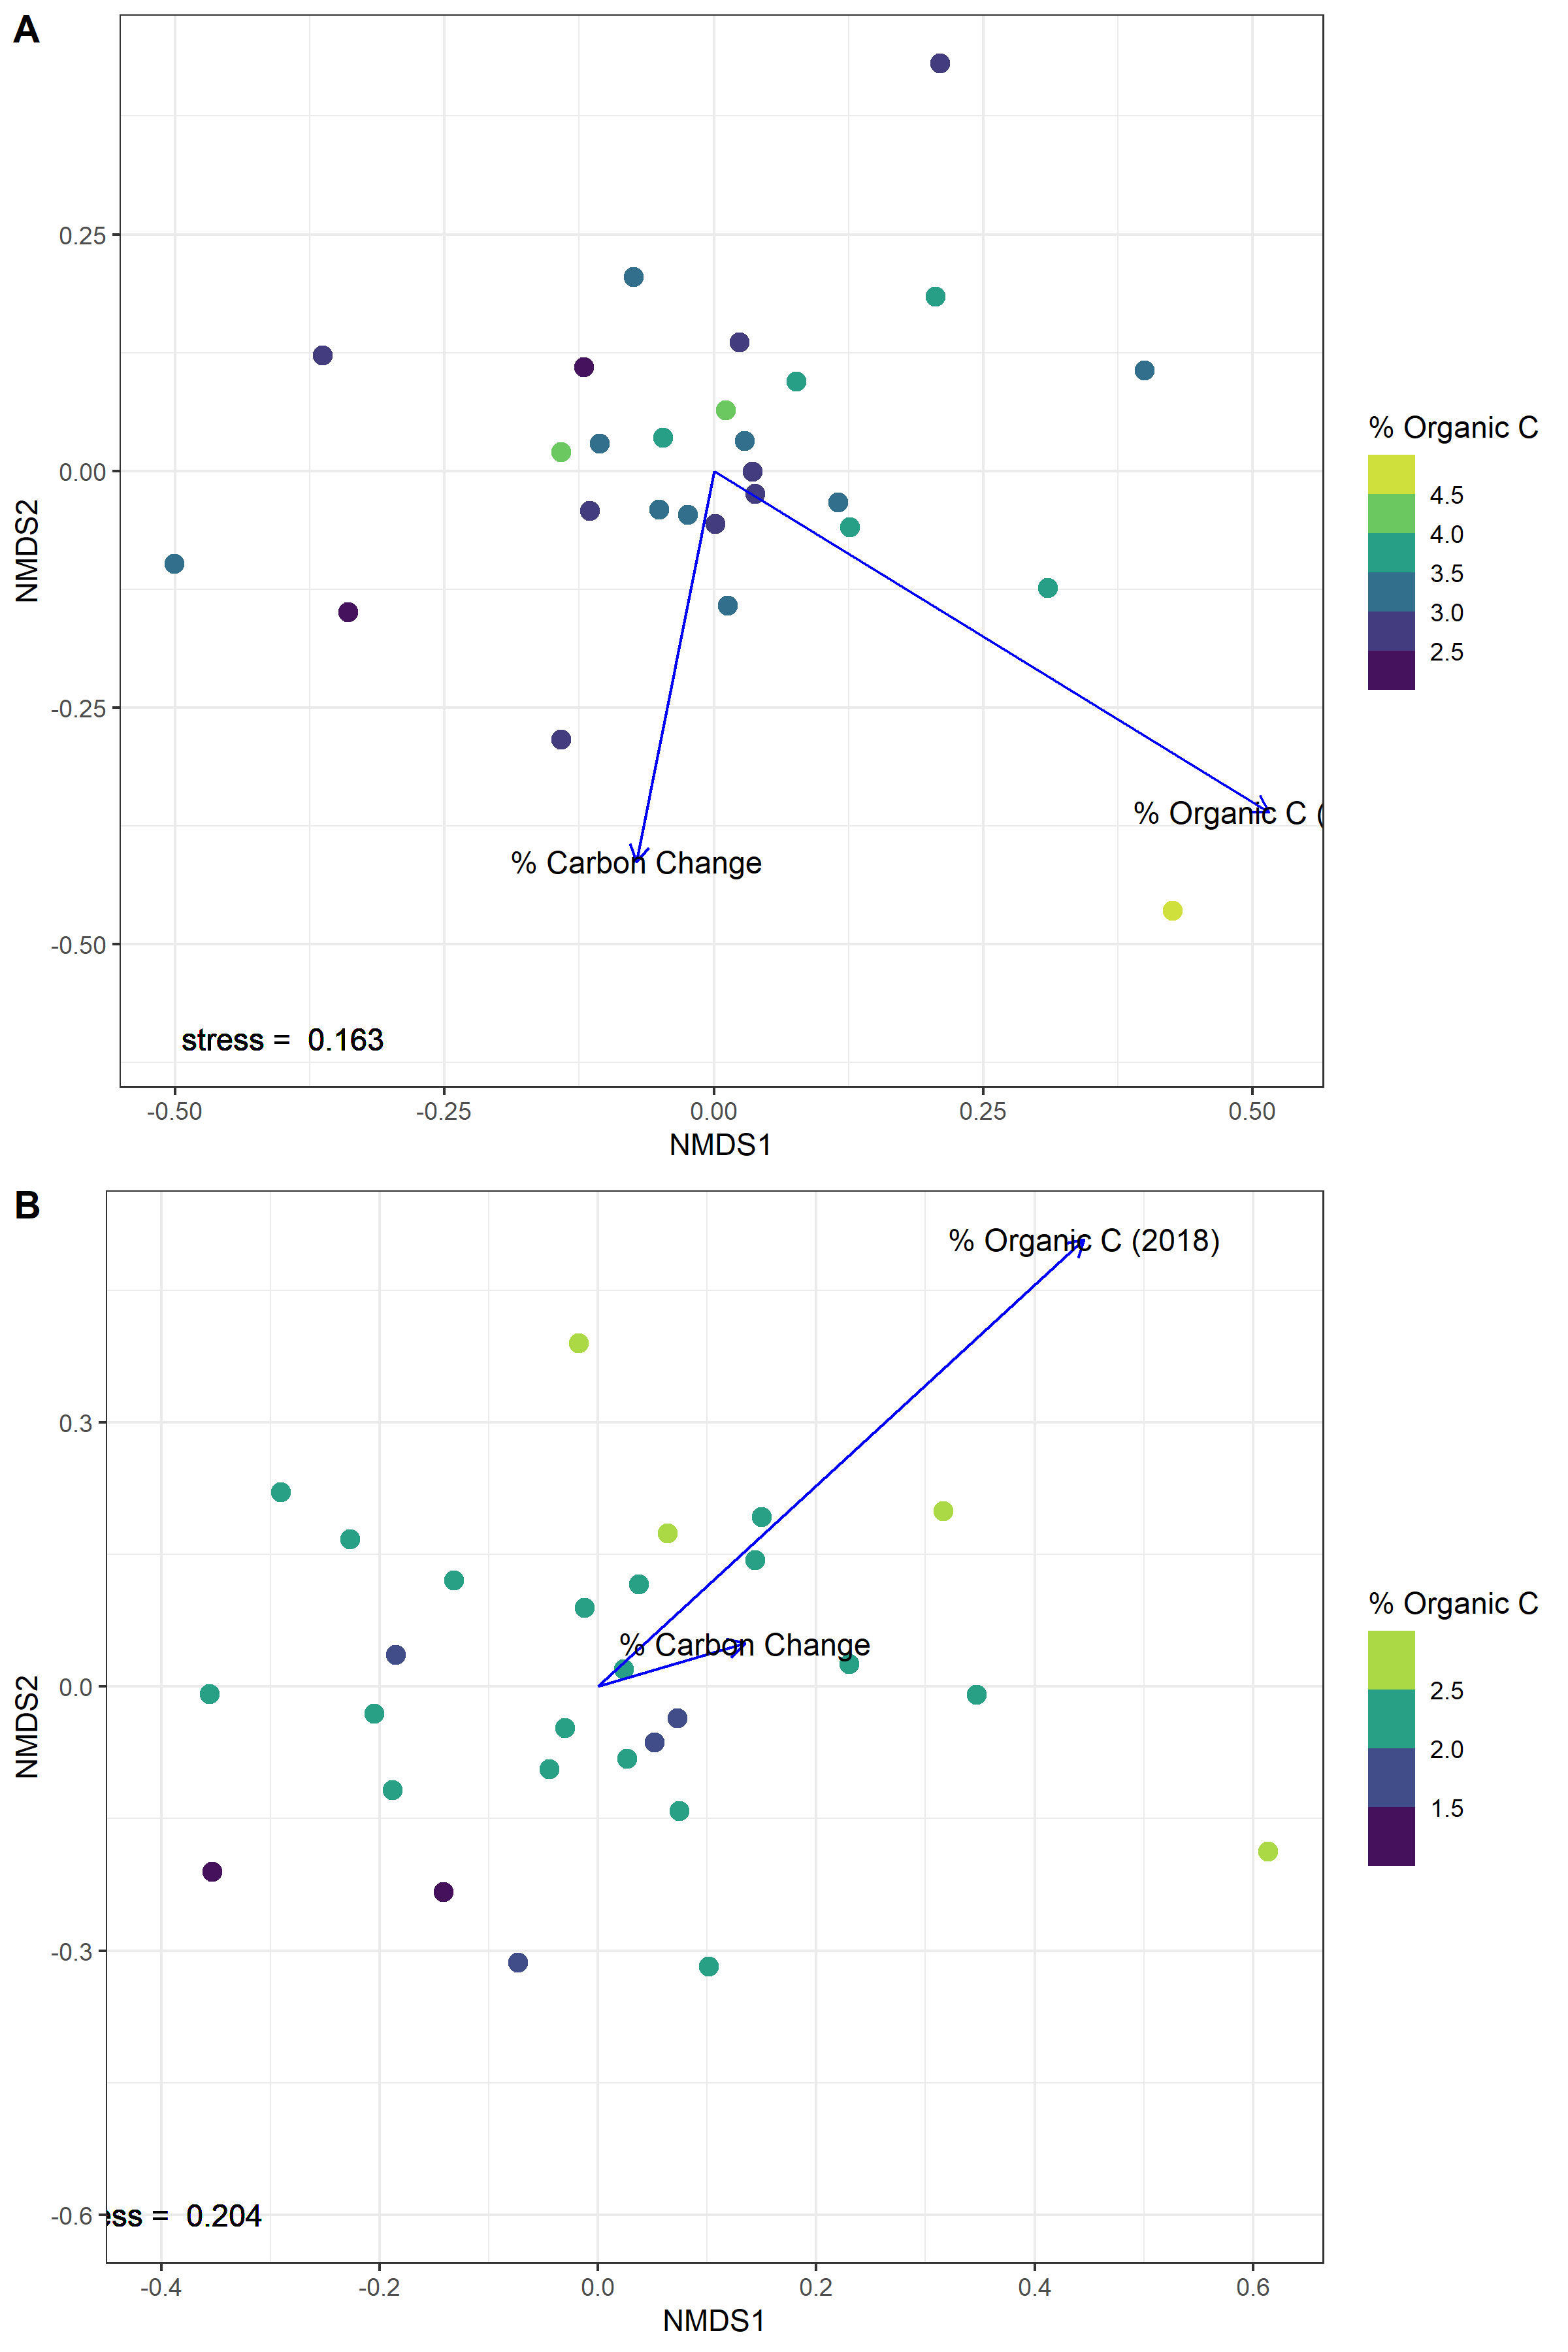 A
0.25
0.00
-0.25
-0.50
NMDS2
% Organic C (
% Carbon Change
stress = 0.163
-0.50 -0.25 0.00 0.25 0.50
NMDS1
% Organic C
4.5
4.0
3.5
3.0
2.5
B
0.3
0.0
-0.3
-0.6
NMDS2
% Organic C (2018)
% Carbon Change
ess = 0.204
-0.4 -0.2 0.0 0.2 0.4 0.6
NMDS1
% Organic C
2.5
2.0
1.5